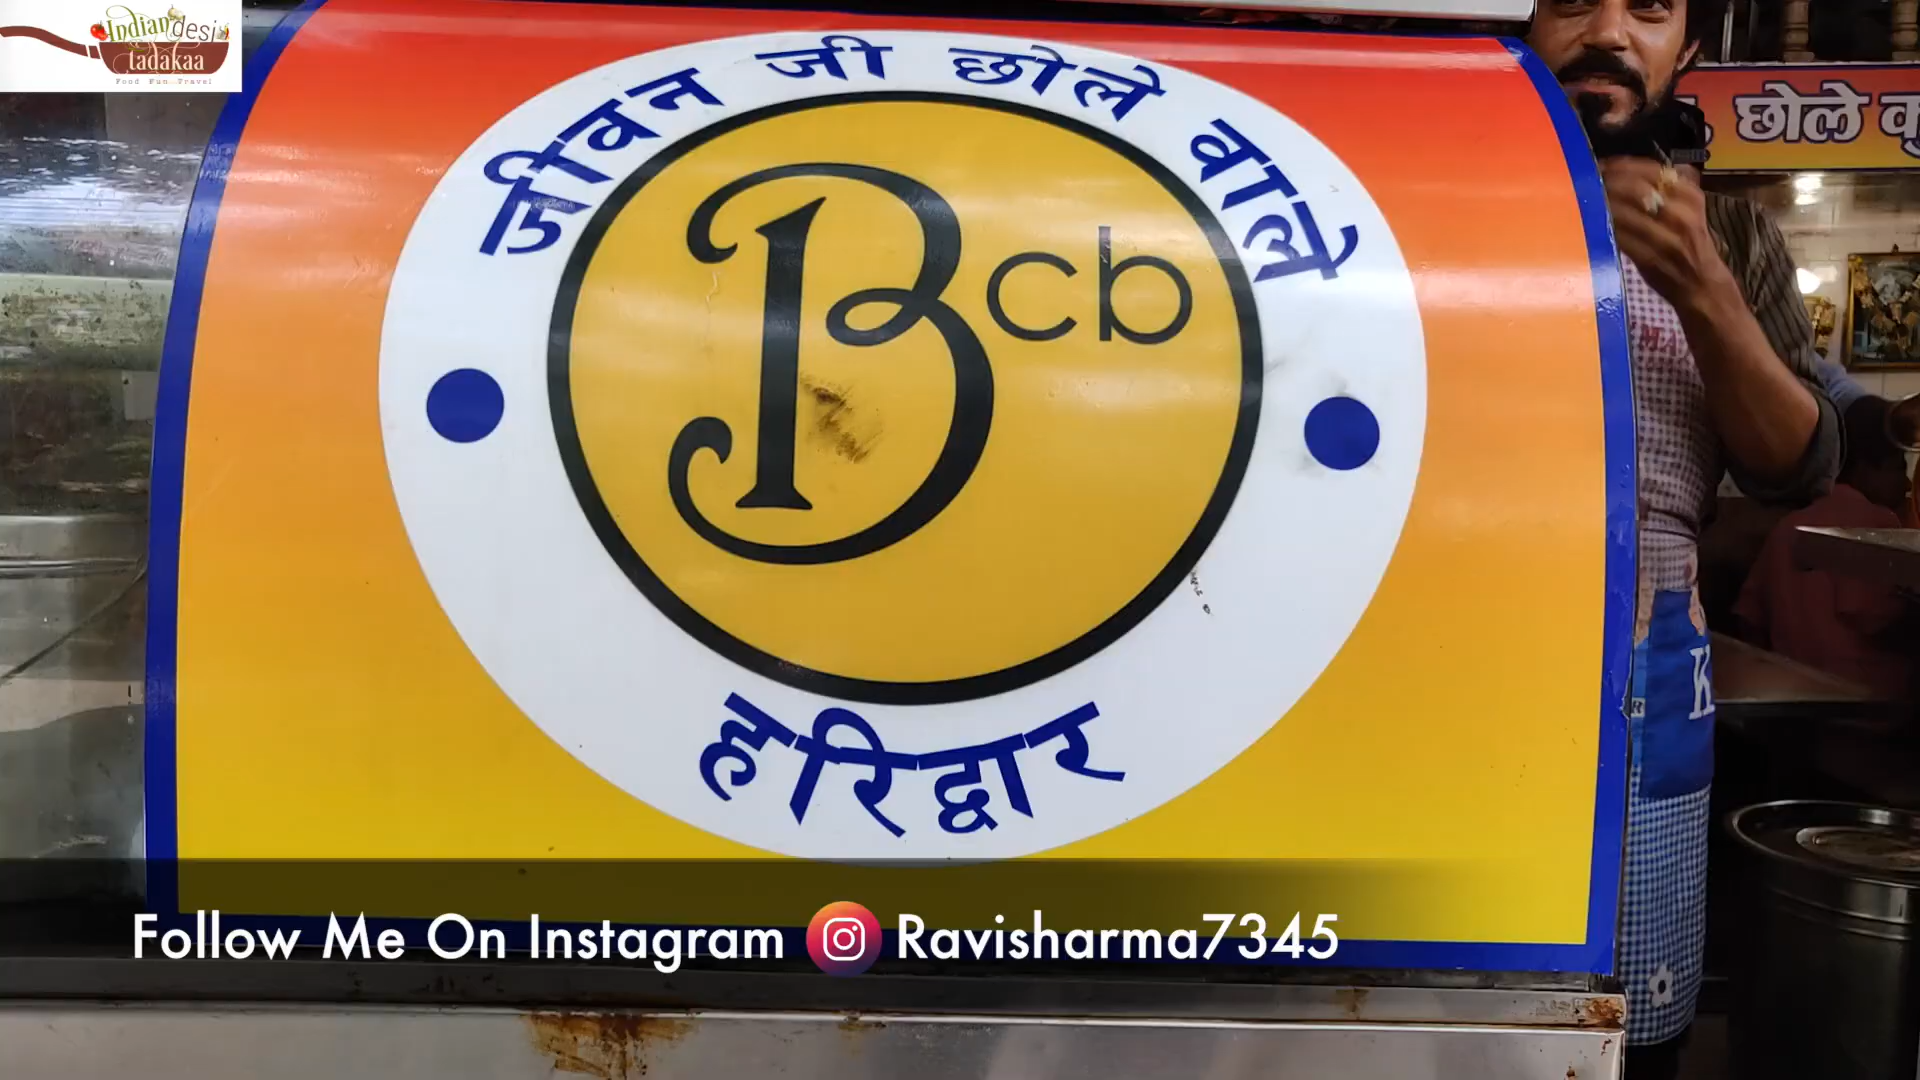 Indian desi
tadakaa
Food Fun Travel
जीवन जी छोले वाले
Bcb
हरिद्वार
छोले
K
Follow Me On Instagram Ravisharma7345